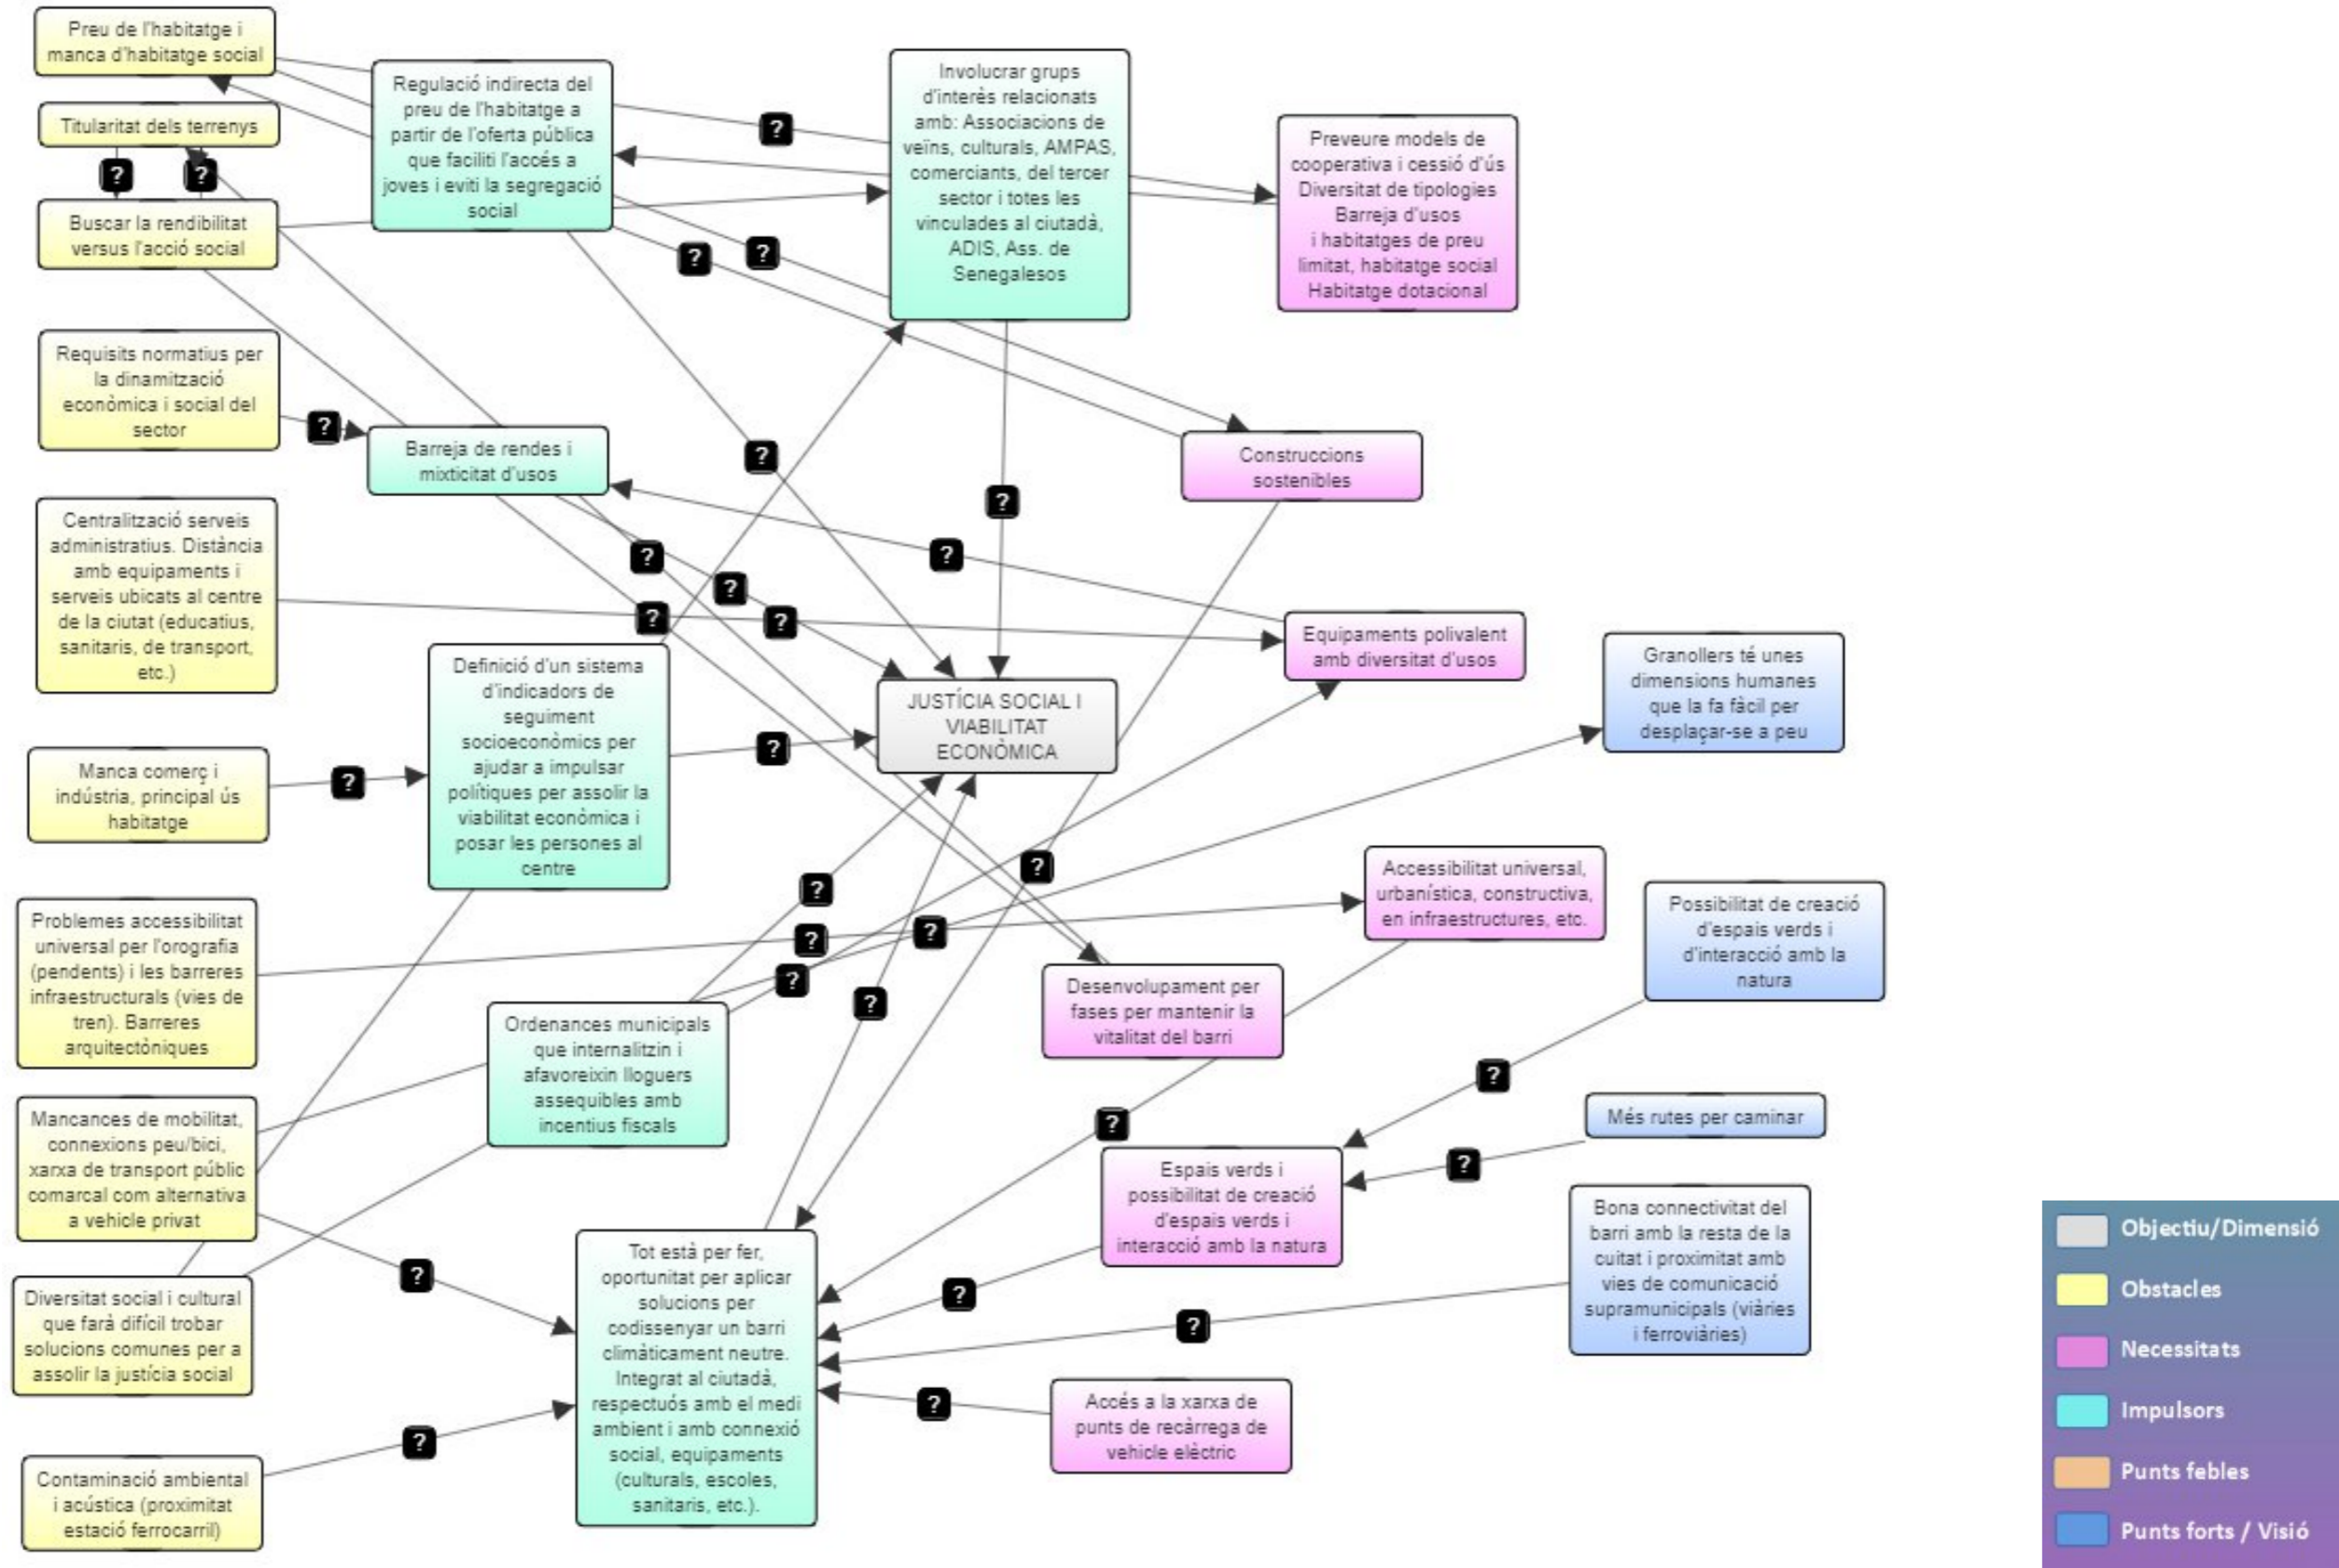 Preu de l'habitatge i
manca d'habitatge social
Titularitat dels terrenys
?
?
Buscar la rendibilitat
versus l'acció social
Requisits normatius per
la dinamització
econòmica i social del
sector
?
Centralització serveis
administratius. Distància
amb equipaments i
serveis ubicats al centre
de la ciutat (educatius,
sanitaris, de transport,
etc.)
Manca comerç i
indústria, principal ús
habitatge
?
Problemes accessibilitat
universal per l'orografia
(pendents) i les barreres
infraestructurals (vies de
tren). Barreres
arquitectòniques
Mancances de mobilitat,
connexions peu/bici,
xarxa de transport públic
comarcal com alternativa
a vehicle privat
Diversitat social i cultural
que farà difícil trobar
solucions comunes per a
assolir la justícia social
?
Contaminació ambiental
i acústica (proximitat
estació ferrocarril)
?
Regulació indirecta del
preu de l'habitatge a
partir de l'oferta pública
que faciliti l'accés a
joves i eviti la segregació
social
Barreja de rendes i
mixticitat d'usos
Definició d'un sistema
d'indicadors de
seguiment
socioeconòmics per
ajudar a impulsar
polítiques per assolir la
viabilitat econòmica i
posar les persones al
centre
Ordenances municipals
que internalitzin i
afavoreixin lloguers
assequibles amb
incentius fiscals
Tot està per fer,
oportunitat per aplicar
solucions per
codissenyar un barri
climàticament neutre.
Integrat al ciutadà,
respectuós amb el medi
ambient i amb connexió
social, equipaments
(culturals, escoles,
sanitaris, etc.).
?
?
?
?
?
?
?
?
?
?
?
?
?
?
Involucrar grups
d'interès relacionats
amb: Associacions de
veïns, culturals, AMPAS,
comerciants, del tercer
sector i totes les
vinculades al ciutadà,
ADIS, Ass. de
Senegalesos
?
?
JUSTÍCIA SOCIAL I
VIABILITAT
ECONÒMICA
?
?
?
?
?
?
?
?
Preveure models de
cooperativa i cessió d'ús
Diversitat de tipologies
Barreja d'usos
i habitatges de preu
limitat, habitatge social
Habitatge dotacional
Construccions
sostenibles
Equipaments polivalent
amb diversitat d'usos
Accessibilitat universal,
urbanística, constructiva,
en infraestructures, etc.
Desenvolupament per
fases per mantenir la
vitalitat del barri
Espais verds i
possibilitat de creació
d'espais verds i
interacció amb la natura
Accés a la xarxa de
punts de recàrrega de
vehicle elèctric
Granollers té unes
dimensions humanes
que la fa fàcil per
desplaçar-se a peu
Possibilitat de creació
d'espais verds i
d'interacció amb la
natura
Més rutes per caminar
Bona connectivitat del
barri amb la resta de la
cuitat i proximitat amb
vies de comunicació
supramunicipals (viàries
i ferroviàries)
Objectiu/Dimensió
Obstacles
Necessitats
Impulsors
Punts febles
Punts forts / Visió